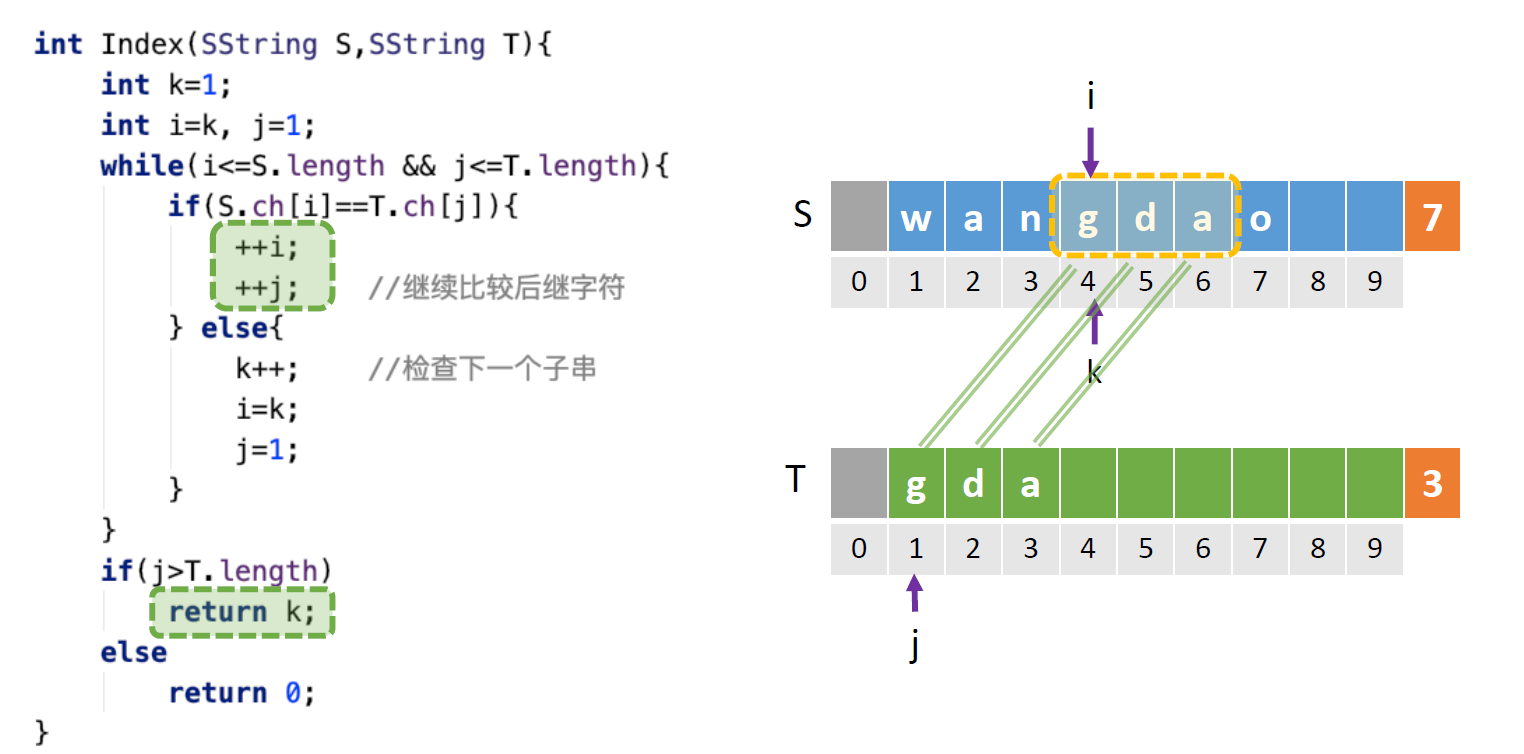 int Index(SString S,SString T){
int k=1;
int i=k, j=1;
while(i<=S.length && j<=T.length){
if(S.ch[i]==T.ch[j]){
++i;
++j; //继续比较后继字符
} else{
k++; //检查下一个子串
i=k;
j=1;
}
}
if(j>T.length)
return k;
else
return 0;
}
i
S w a n g d a o 7
0 1 2 3 4 5 6 7 8 9
k
T g d a 3
0 1 2 3 4 5 6 7 8 9
j